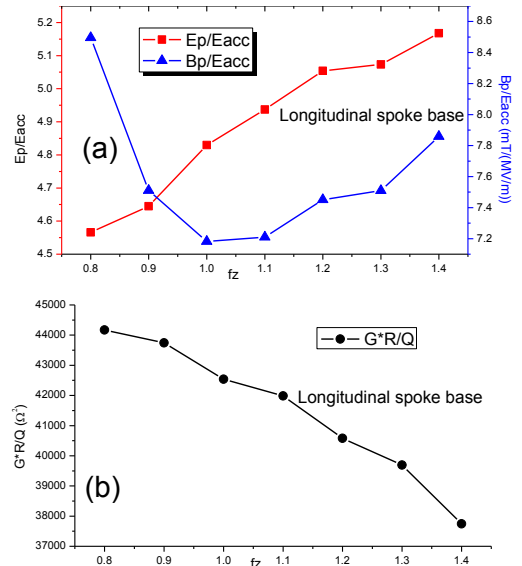 Ep/Eacc
Bp/Eacc
Longitudinal spoke base
(a)
Ep/Eacc
5.2
5.1
5.0
4.9
4.8
4.7
4.6
4.5
Bp/Eacc (mT/(MV/m))
8.6
8.4
8.2
8.0
7.8
7.6
7.4
7.2
0.8 0.9 1.0 1.1 1.2 1.3 1.4
fz
G*R/Q
Longitudinal spoke base
(b)
G*R/Q (Ω²)
45000
44000
43000
42000
41000
40000
39000
38000
37000
0.8 0.9 1.0 1.1 1.2 1.3 1.4
fz